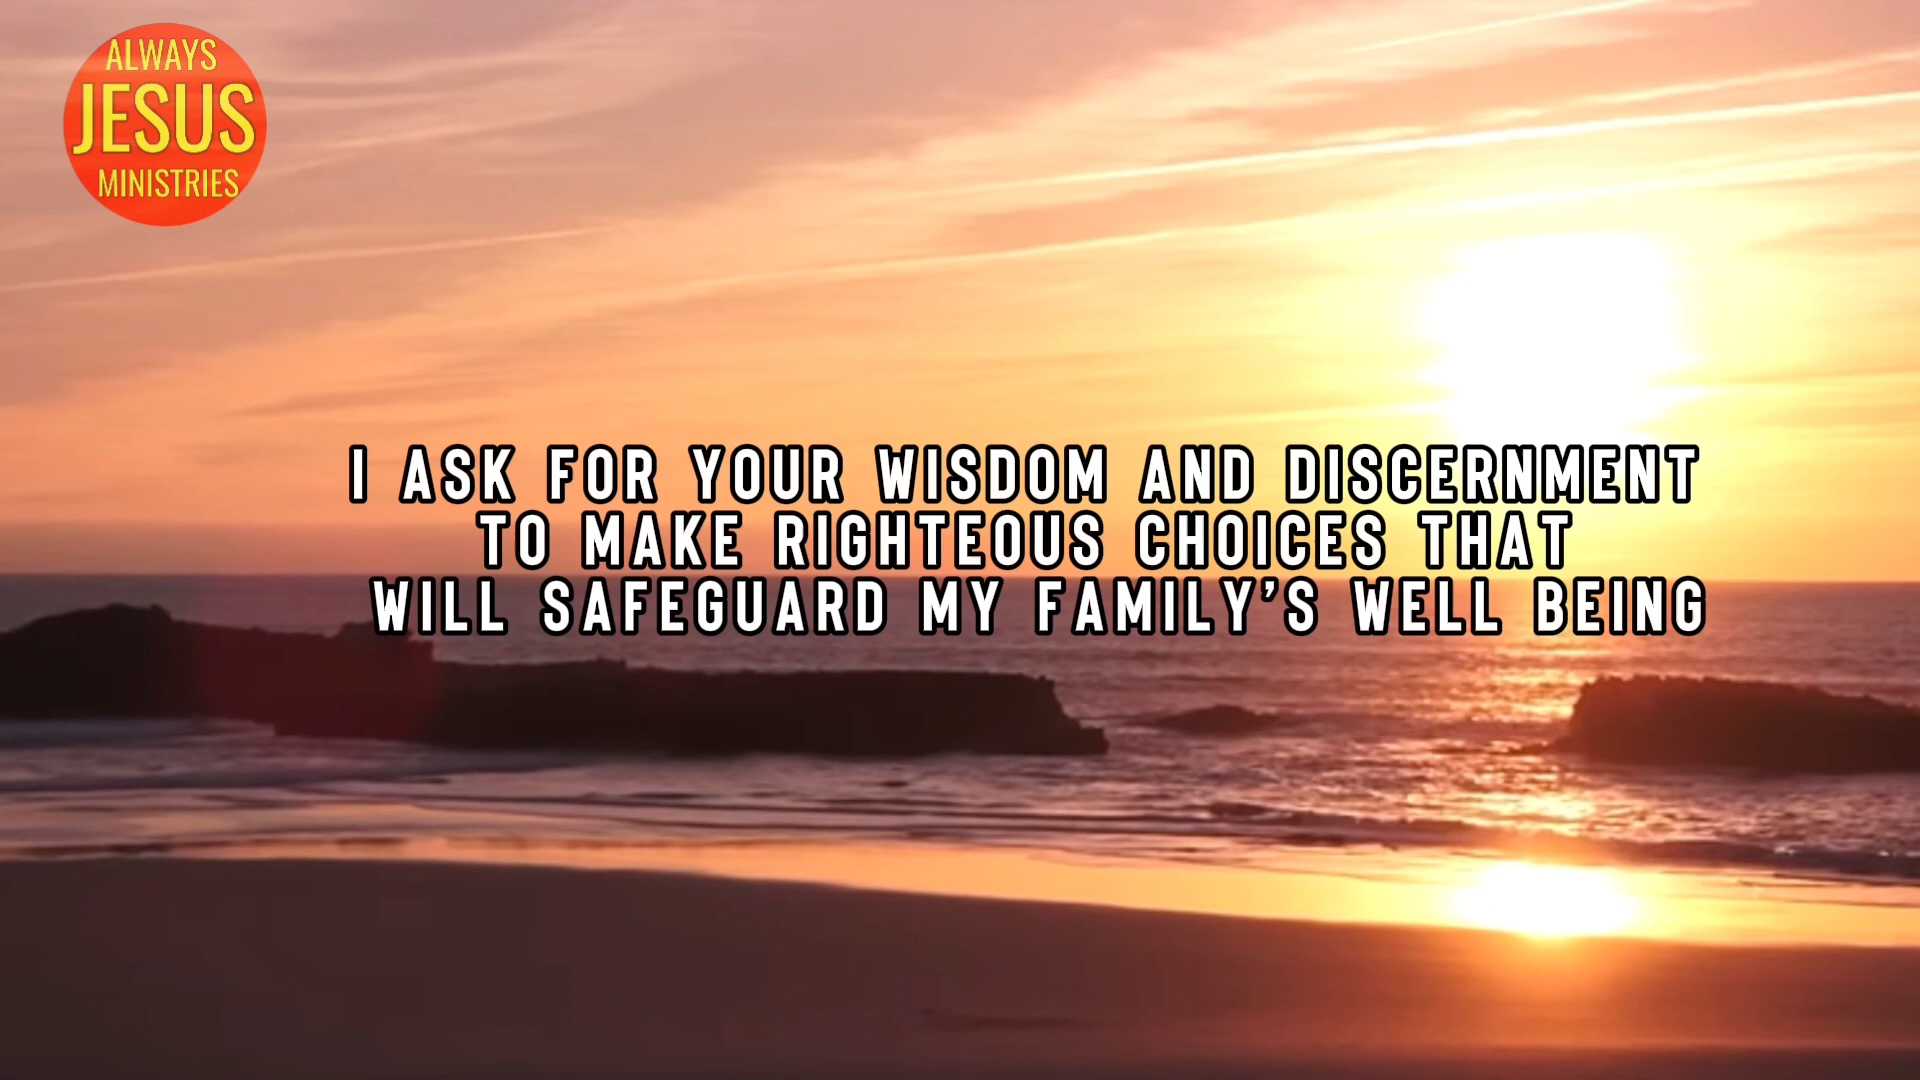 ALWAYS
JESUS
MINISTRIES
I ASK FOR YOUR WISDOM AND DISCERNMENT
TO MAKE RIGHTEOUS CHOICES THAT
WILL SAFEGUARD MY FAMILY’S WELL BEING